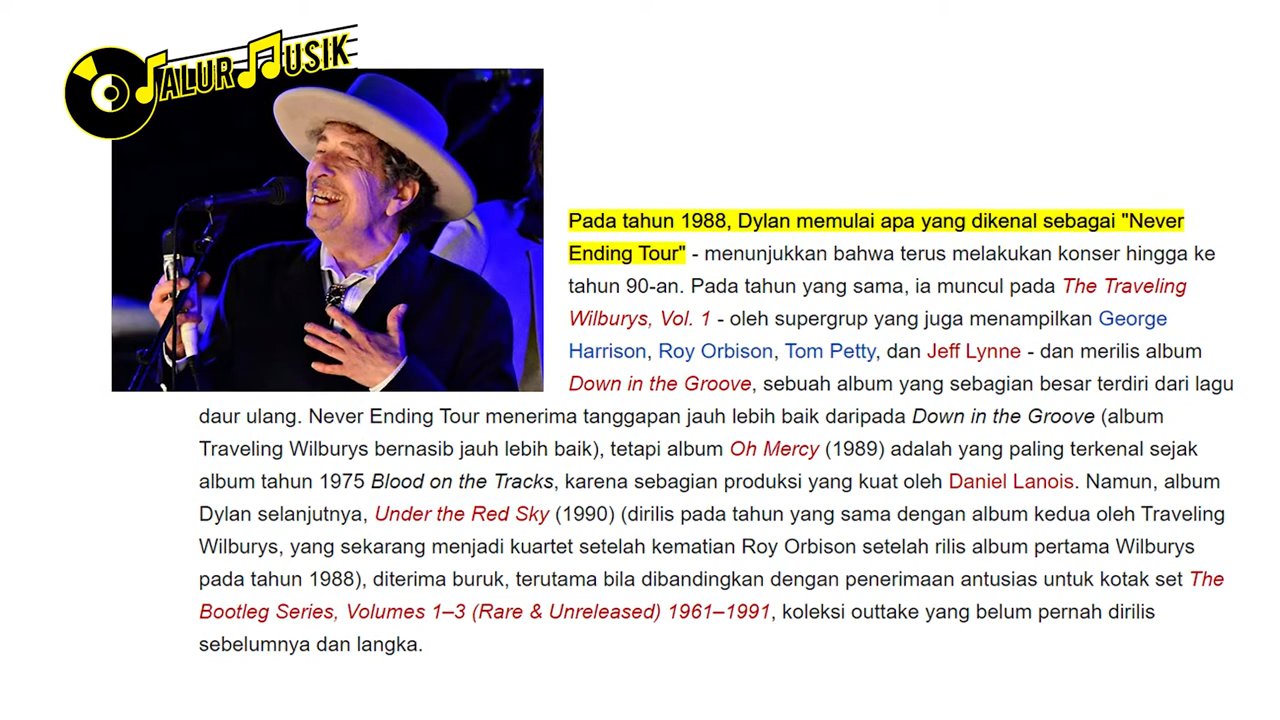 JALUR MUSIK
Pada tahun 1988, Dylan memulai apa yang dikenal sebagai "Never
Ending Tour" - menunjukkan bahwa terus melakukan konser hingga ke
tahun 90-an. Pada tahun yang sama, ia muncul pada The Traveling
Wilburys, Vol. 1 - oleh supergrup yang juga menampilkan George
Harrison, Roy Orbison, Tom Petty, dan Jeff Lynne - dan merilis album
Down in the Groove, sebuah album yang sebagian besar terdiri dari lagu
daur ulang. Never Ending Tour menerima tanggapan jauh lebih baik daripada Down in the Groove (album
Traveling Wilburys bernasib jauh lebih baik), tetapi album Oh Mercy (1989) adalah yang paling terkenal sejak
album tahun 1975 Blood on the Tracks, karena sebagian produksi yang kuat oleh Daniel Lanois. Namun, album
Dylan selanjutnya, Under the Red Sky (1990) (dirilis pada tahun yang sama dengan album kedua oleh Traveling
Wilburys, yang sekarang menjadi kuartet setelah kematian Roy Orbison setelah rilis album pertama Wilburys
pada tahun 1988), diterima buruk, terutama bila dibandingkan dengan penerimaan antusias untuk kotak set The
Bootleg Series, Volumes 1–3 (Rare & Unreleased) 1961–1991, koleksi outtake yang belum pernah dirilis
sebelumnya dan langka.